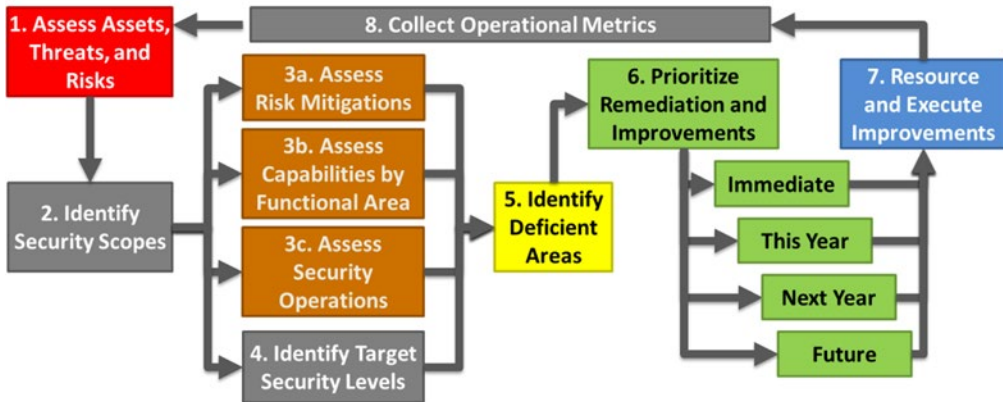 1. Assess Assets,
Threats, and
Risks
8. Collect Operational Metrics
2. Identify
Security Scopes
3a. Assess
Risk Mitigations
3b. Assess
Capabilities by
Functional Area
3c. Assess
Security
Operations
4. Identify Target
Security Levels
5. Identify
Deficient
Areas
6. Prioritize
Remediation and
Improvements
Immediate
This Year
Next Year
Future
7. Resource
and Execute
Improvements